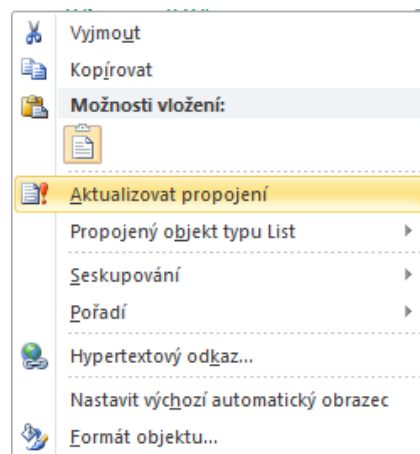 Vyjmout
Kopírovat
Možnosti vložení:
Aktualizovat propojení
Propojený objekt typu List
Seskupování
Pořadí
Hypertextový odkaz...
Nastavit výchozí automatický obrazec
Formát objektu...